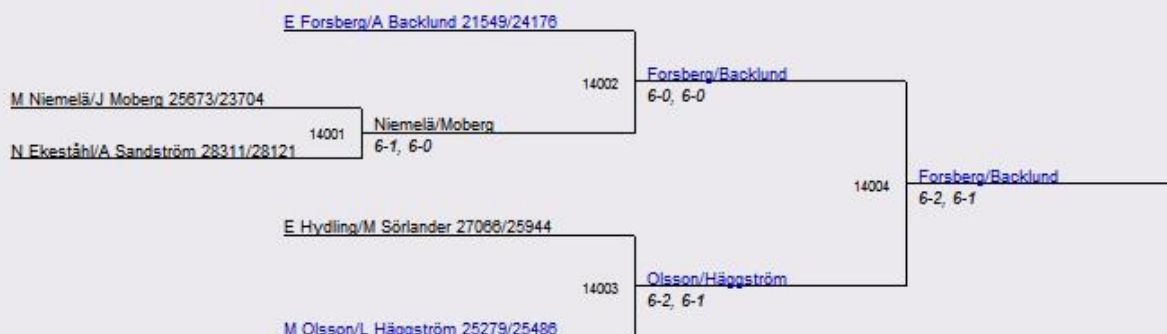 E Forsberg/A Backlund 21549/24176
14002
Forsberg/Backlund
6-0, 6-0
M Niemelä/J Moberg 25673/23704
14001
Niemelä/Moberg
6-1, 6-0
N Ekeståhl/A Sandström 28311/28121
14004
Forsberg/Backlund
6-2, 6-1
E Hydling/M Sörlander 27066/25944
14003
Olsson/Häggström
6-2, 6-1
M Olsson/L Häggström 25279/25486